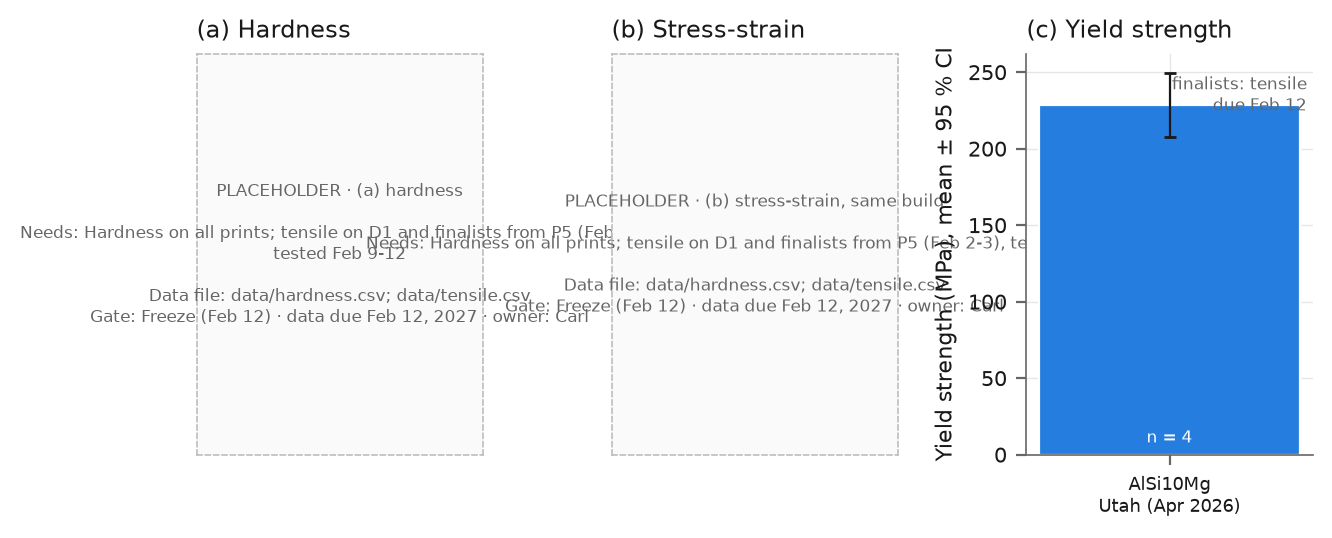 (a) Hardness
PLACEHOLDER · (a) hardness
Needs: Hardness on all prints; tensile on D1 and finalists from P5 (Feb
tested Feb 9-12
Data file: data/hardness.csv; data/tensile.csv
Gate: Freeze (Feb 12) · data due Feb 12, 2027 · owner: Carl
(b) Stress-strain
PLACEHOLDER · (b) stress-strain, same build
Needs: Hardness on all prints; tensile on D1 and finalists from P5 (Feb 2-3), te
Data file: data/hardness.csv; data/tensile.csv
Gate: Freeze (Feb 12) · data due Feb 12, 2027 · owner: Carl
(c) Yield strength
Yield strength (MPa), mean ± 95 % CI
250
200
150
100
50
0
finalists: tensile
due Feb 12
n = 4
AlSi10Mg
Utah (Apr 2026)